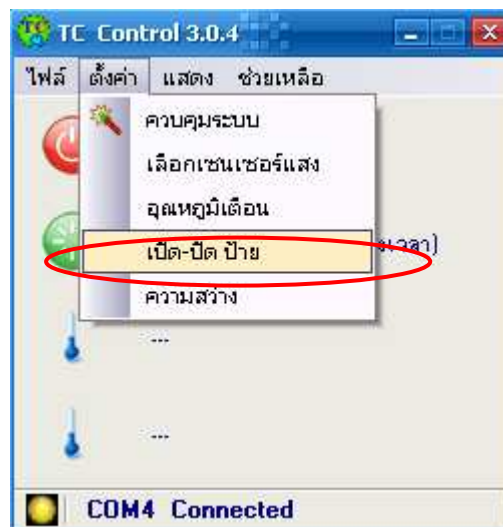 TC Control 3.0.4
ไฟล์ ตั้งค่า แสดง ช่วยเหลือ
ควบคุมระบบ
เลือกเซนเซอร์แสง
อุณหภูมิเตือน
เปิด-ปิด ป้าย
ความสว่าง
---
---
COM4 Connected